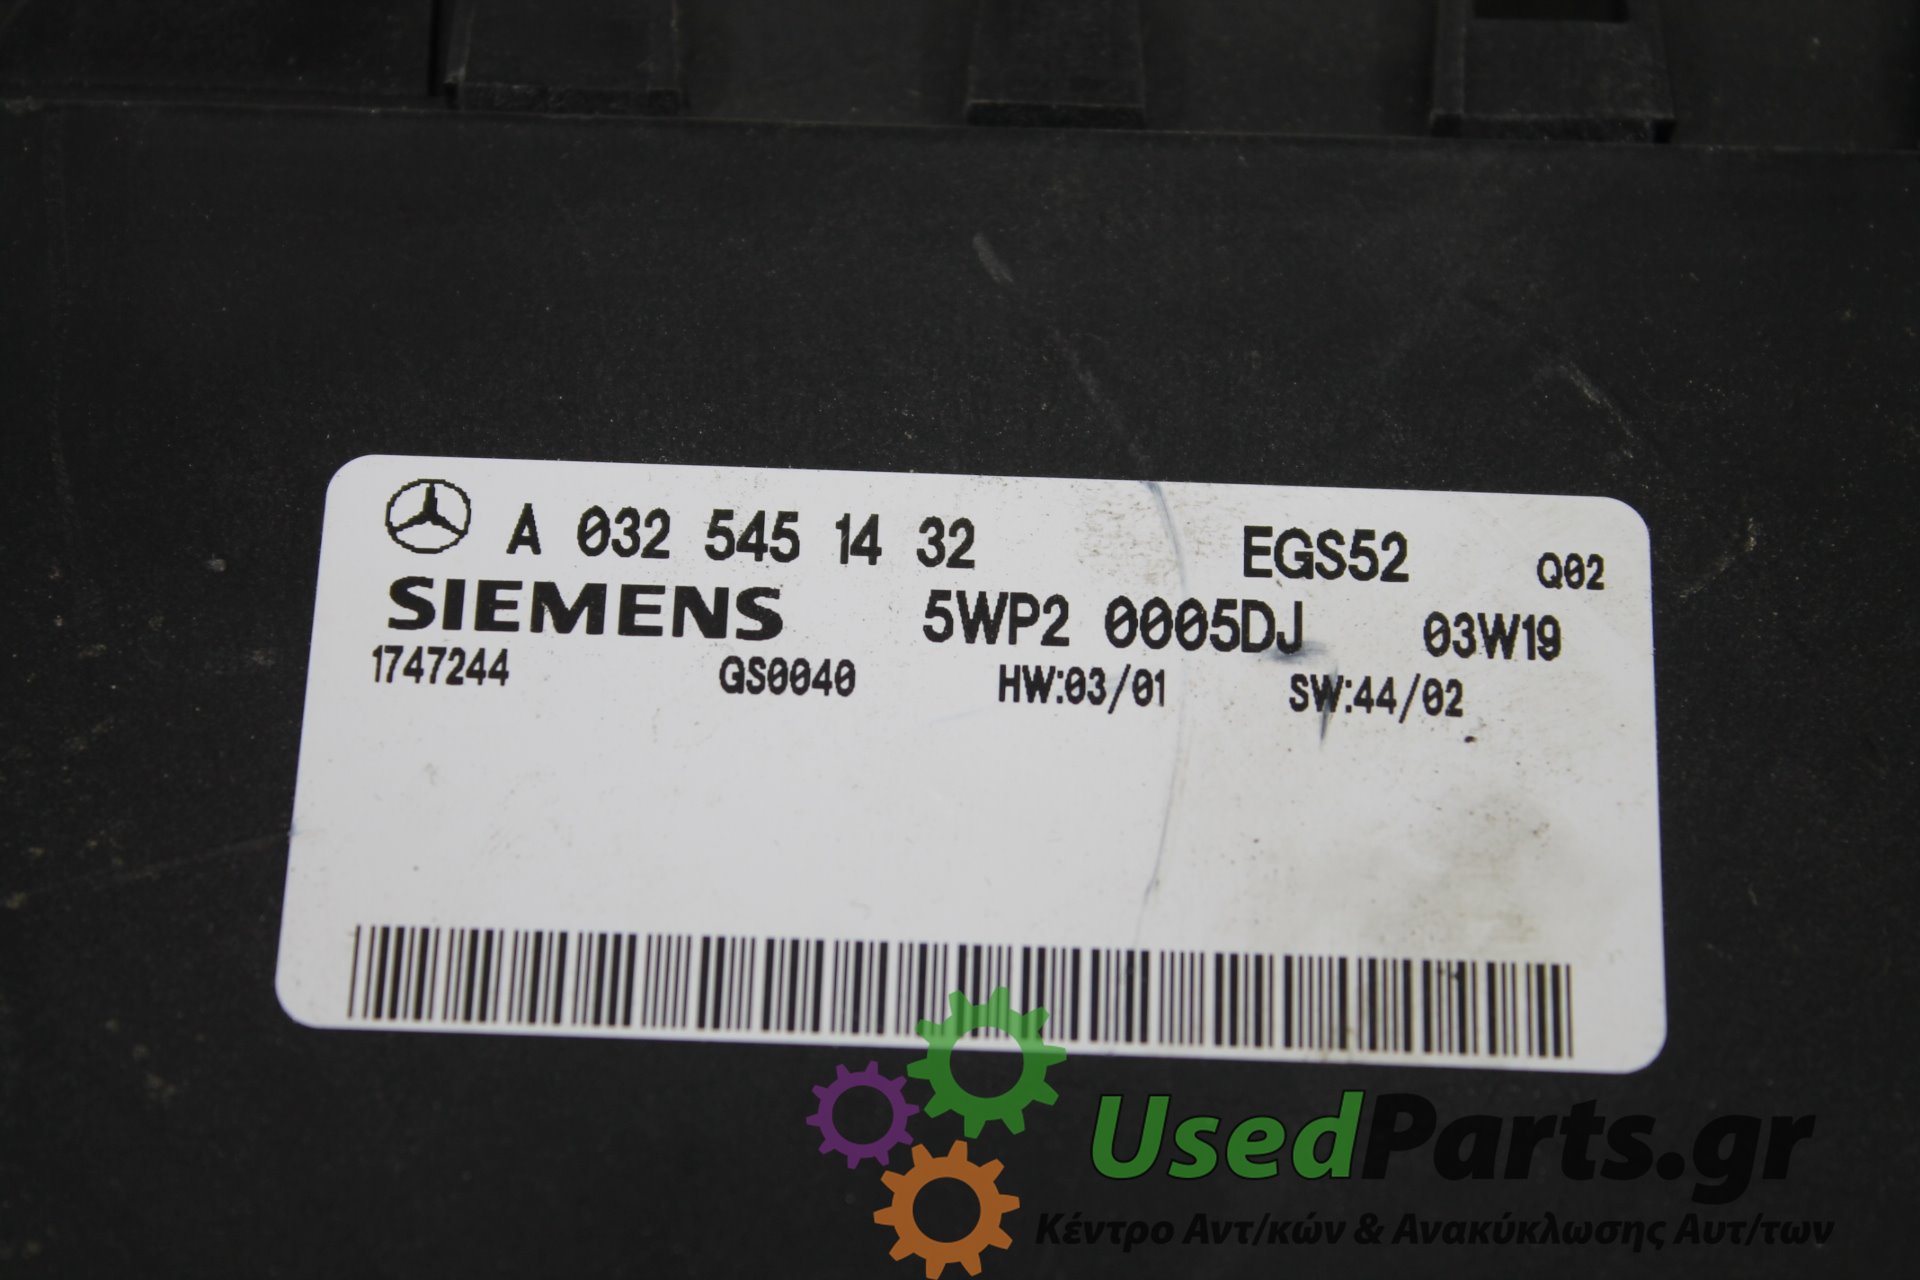 A 032 545 14 32 EGS52 Q02
SIEMENS 5WP2 0005DJ 03W19
1747244 GS0040 HW:03/01 SW:44/02
UsedParts.gr
Κέντρο Αντ/κών & Ανακύκλωσης Αυτ/των